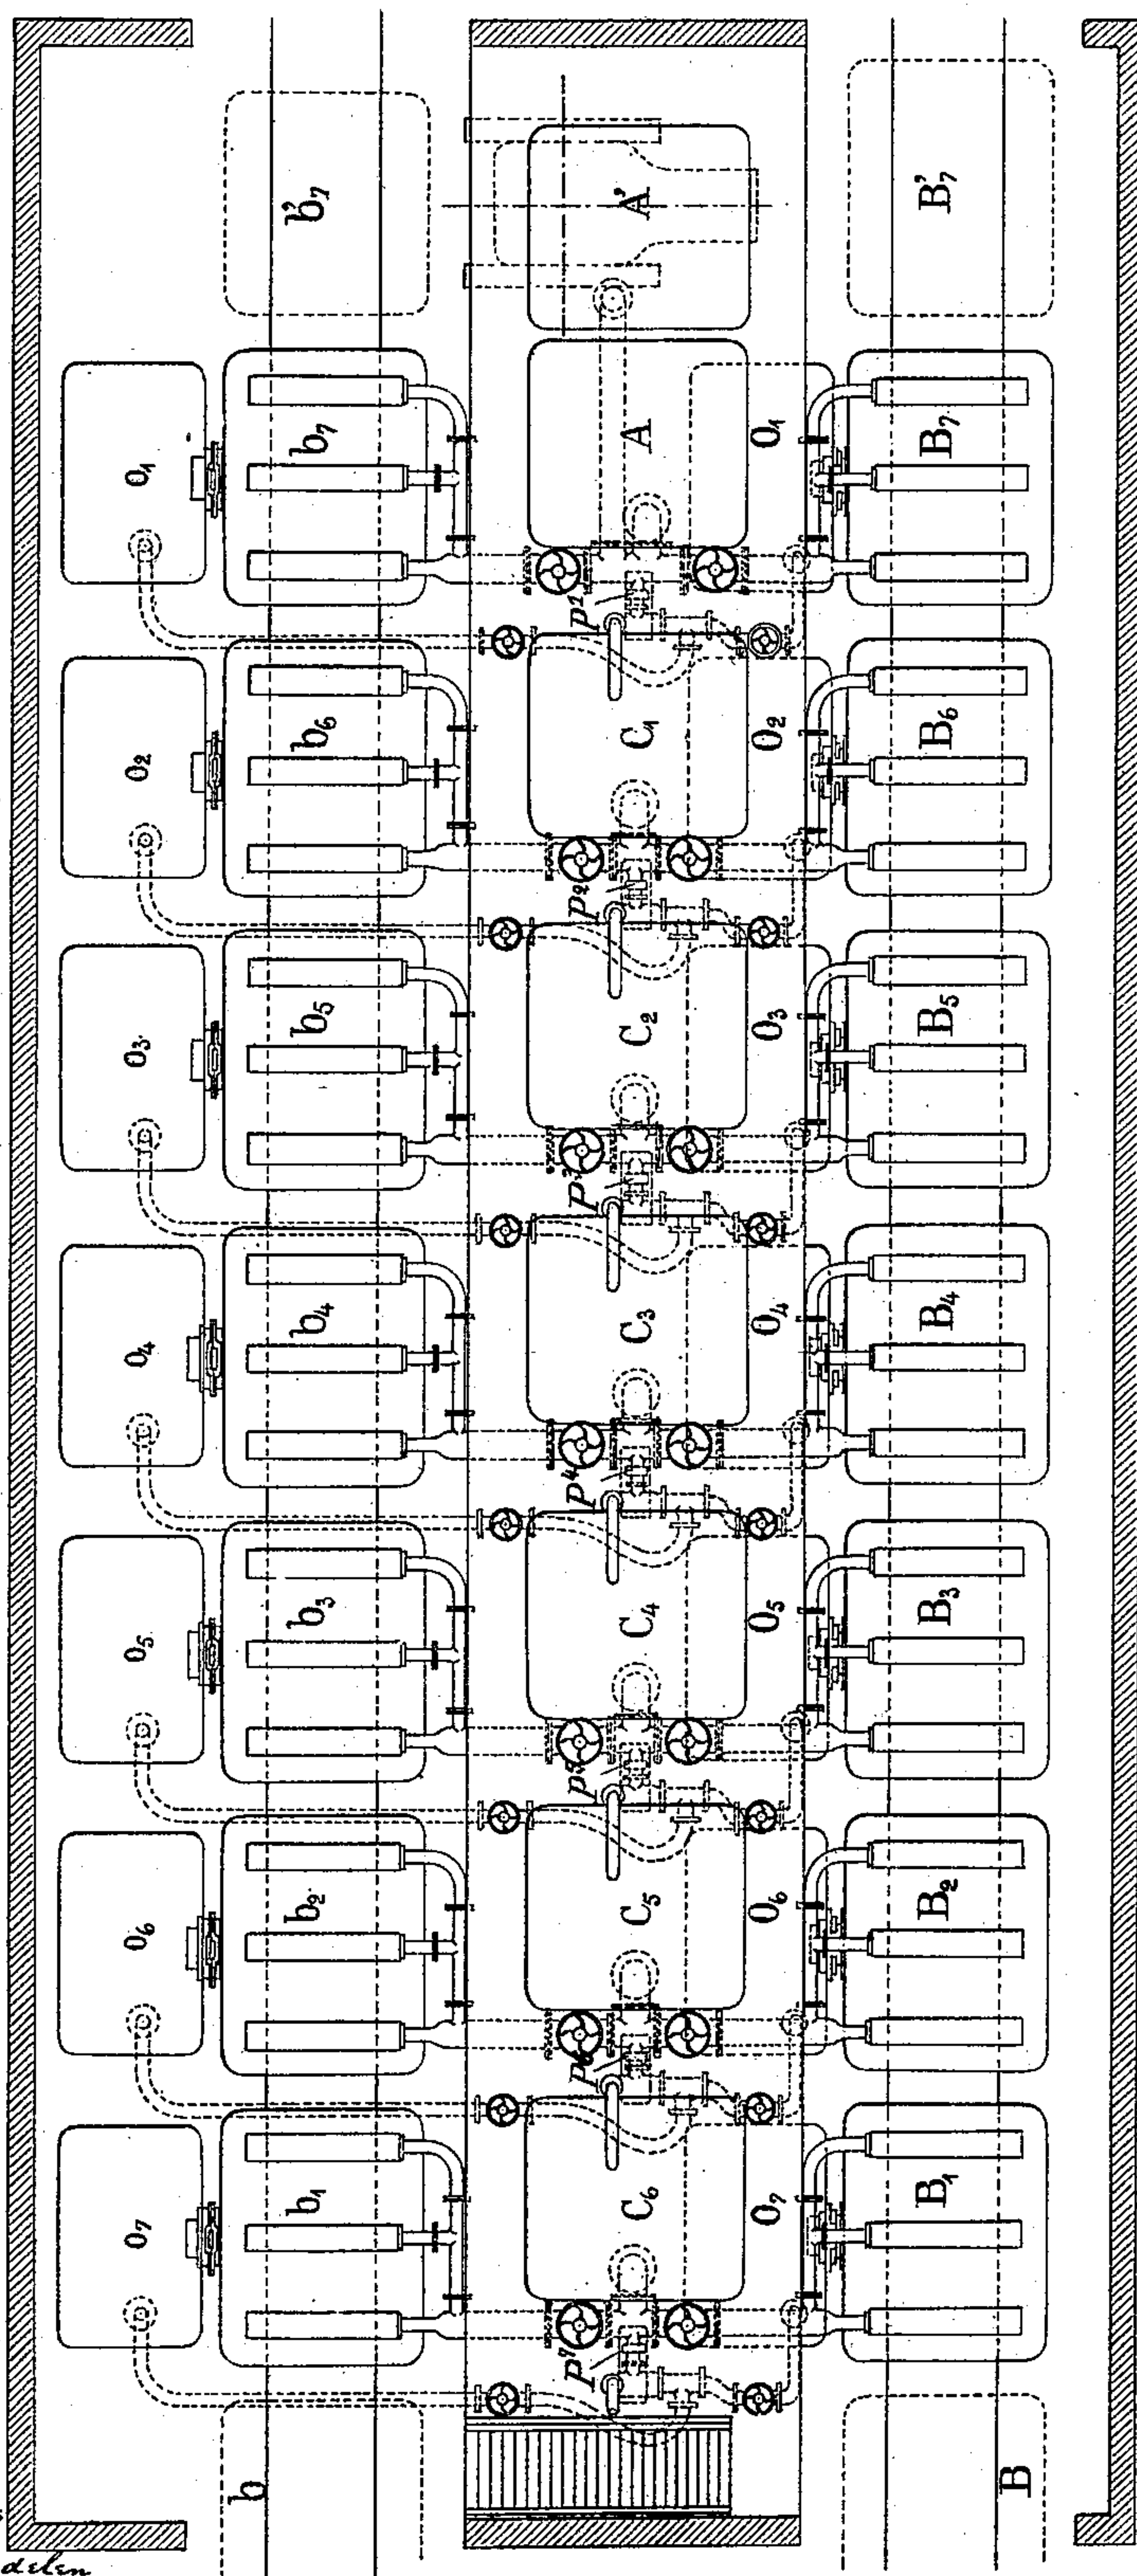 b'₇
A'
B'₇
O₁
b₇
A
O₁
B₇
P¹
O₂
b₆
C₁
O₂
B₆
P²
O₃
b₅
C₂
O₃
B₅
P³
O₄
b₄
C₃
O₄
B₄
P⁴
O₅
b₃
C₄
O₅
B₃
P⁵
O₆
b₂
C₅
O₆
B₂
P⁶
O₇
b₁
C₆
O₇
B₁
P⁷
b
B
delen